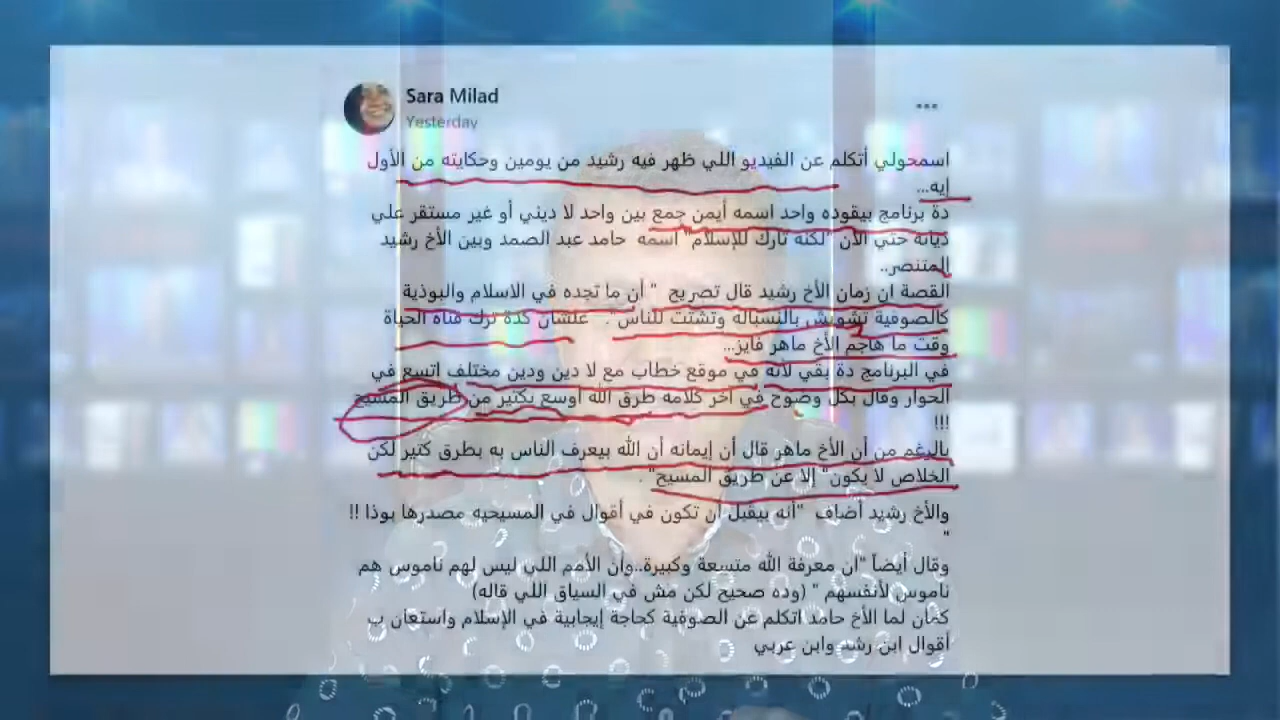 Sara Milad
Yesterday
اسمحولي أتكلم عن الفيديو اللي ظهر فيه رشيد من يومين وحكايته من الأول
إيه...
دة برنامج بيقوده واحد اسمه أيمن جمع بين واحد لا ديني أو غير مستقر علي
ديانة حتي الآن "لكنه تارك للإسلام" اسمه حامد عبد الصمد وبين الأخ رشيد
المتنصر..
القصة ان زمان الأخ رشيد قال تصريح " أن ما تجده في الاسلام والبوذية
كالصوفية تشويش بالنسباله وتشتت للناس". علشان كدة ترك قناة الحياة
وقت ما هاجم الأخ ماهر فايز...
في البرنامج دة بقي لأنه في موقع خطاب مع لا دين ودين مختلف اتسع في
الحوار وقال بكل وضوح في آخر كلامه طرق الله أوسع بكتير من طريق المسيح
!!!
بالرغم من أن الأخ ماهر قال أن إيمانه أن الله بيعرف الناس به بطرق كتير لكن
الخلاص لا يكون" إلا عن طريق المسيح" .
والأخ رشيد أضاف "أنه بيقبل أن تكون في أقوال في المسيحيه مصدرها بوذا !!
"
وقال أيضاً "ان معرفة الله متسعة وكبيرة..وان الأمم اللي ليس لهم ناموس هم
ناموس لأنفسهم " (وده صحيح لكن مش في السياق اللي قاله)
كمان لما الأخ حامد اتكلم عن الصوفية كحاجة إيجابية في الإسلام واستعان ب
أقوال ابن رشد وابن عربي